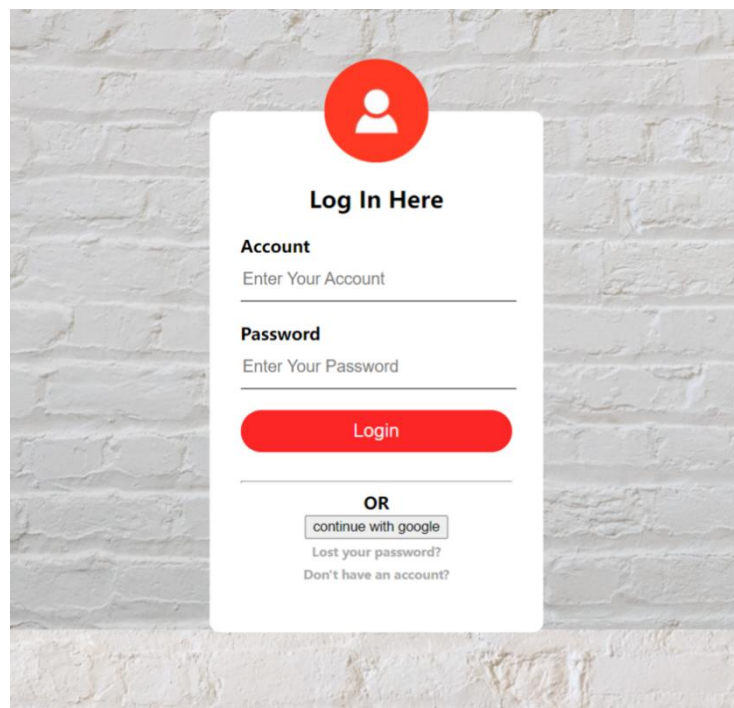 Log In Here
Account
Enter Your Account
Password
Enter Your Password
Login
OR
continue with google
Lost your password?
Don't have an account?